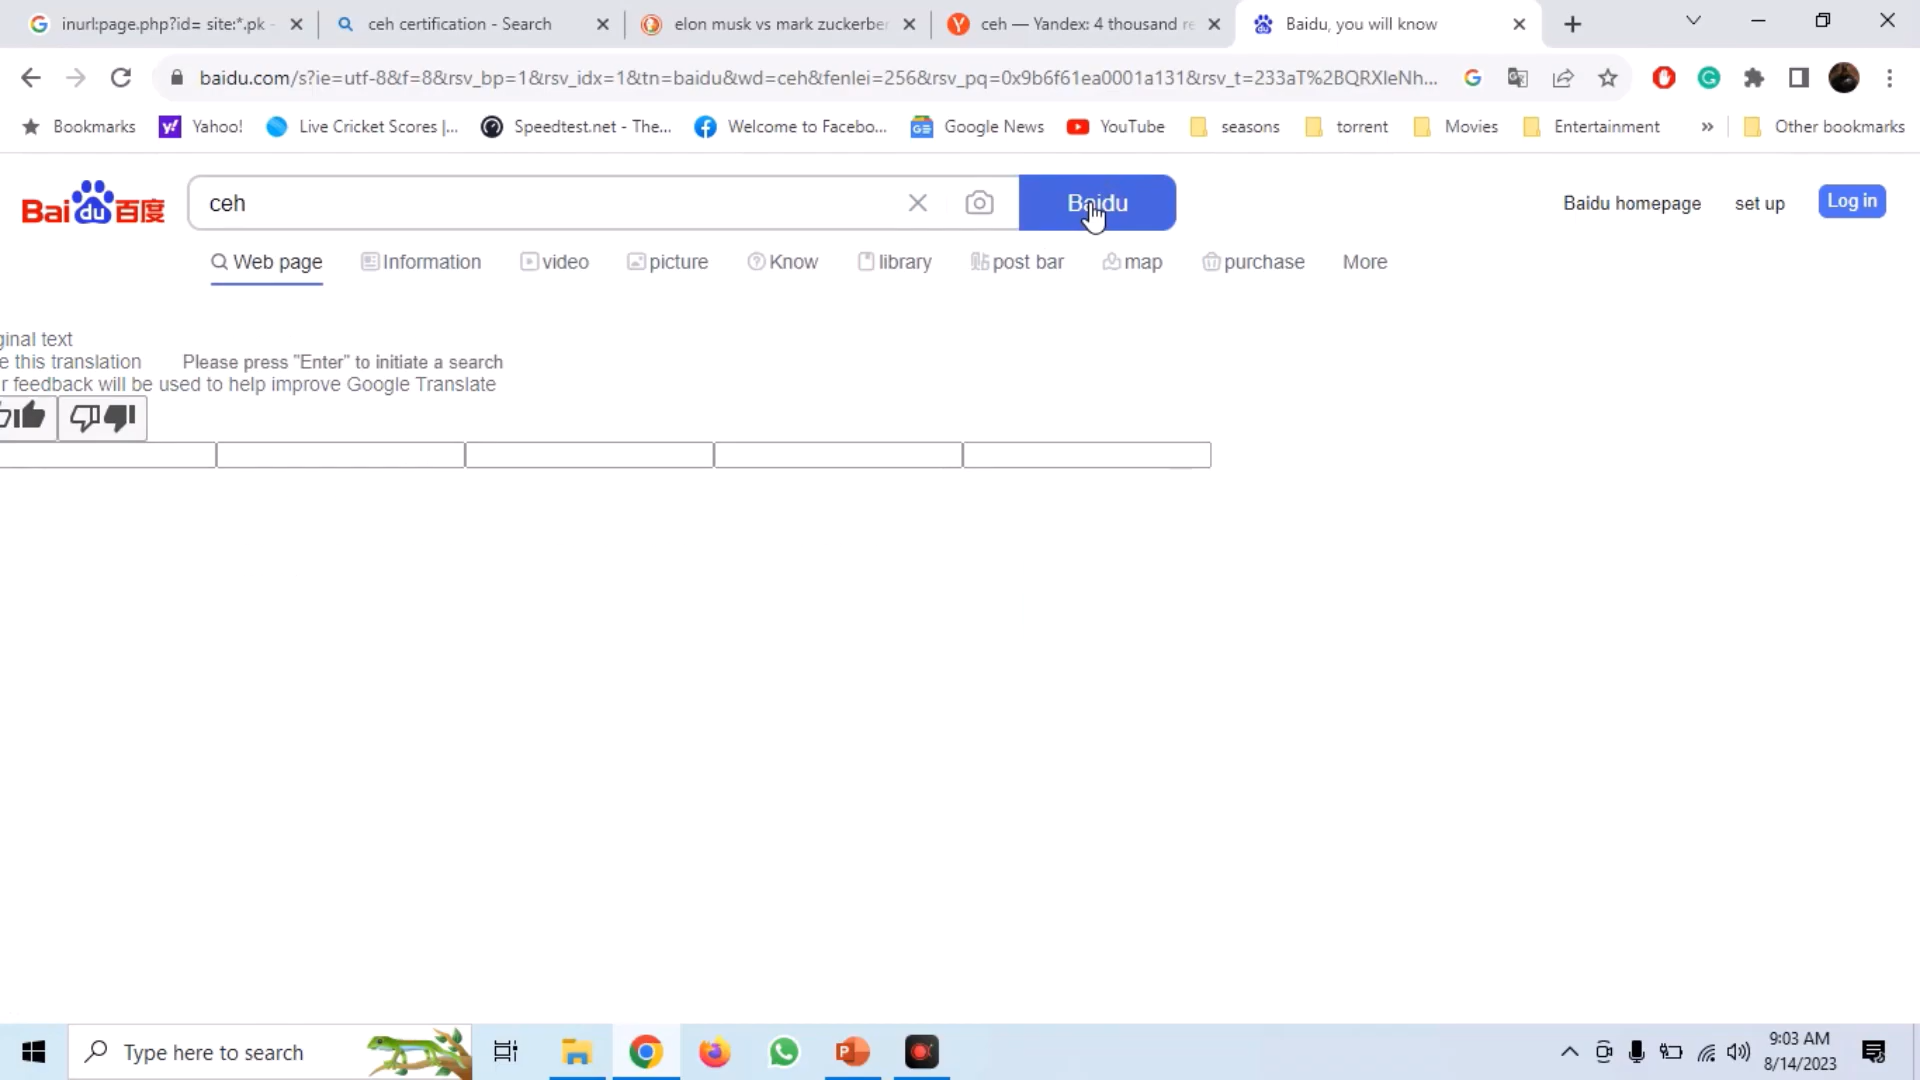 inurl:page.php?id= site:*.pk -
ceh certification - Search
elon musk vs mark zuckerber
ceh — Yandex: 4 thousand re
Baidu, you will know
baidu.com/s?ie=utf-8&f=8&rsv_bp=1&rsv_idx=1&tn=baidu&wd=ceh&fenlei=256&rsv_pq=0x9b6f61ea0001a131&rsv_t=233aT%2BQRXIeNh...
Bookmarks
Yahoo!
Live Cricket Scores |...
Speedtest.net - The...
Welcome to Facebo...
Google News
YouTube
seasons
torrent
Movies
Entertainment
»
Other bookmarks
Bai du 百度
ceh
Baidu
Baidu homepage
set up
Log in
Web page
Information
video
picture
Know
library
贴 post bar
map
purchase
More
ginal text
e this translation
Please press "Enter" to initiate a search
r feedback will be used to help improve Google Translate
Type here to search
9:03 AM
8/14/2023